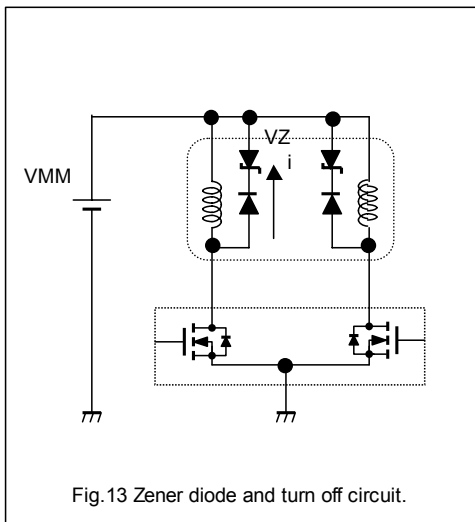 VZ
i
VMM
Fig.13 Zener diode and turn off circuit.